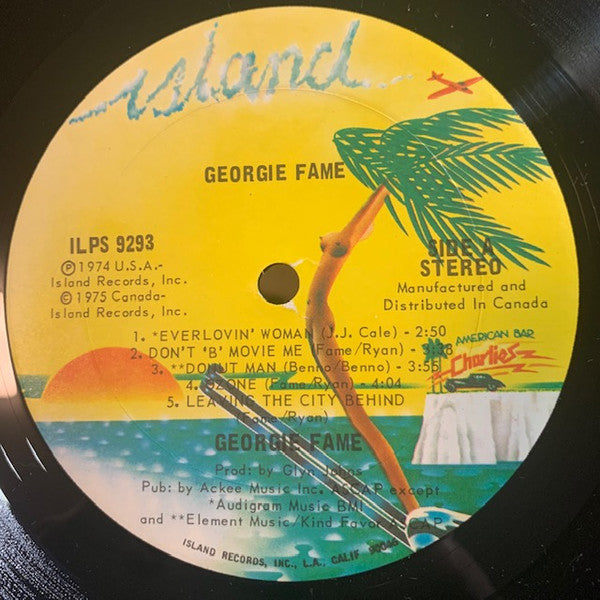 island
GEORGIE FAME
ILPS 9293
℗ 1974 U.S.A.-
Island Records, Inc.
© 1975 Canada-
Island Records, Inc.
SIDE A
STEREO
Manufactured and
Distributed In Canada
AMERICAN BAR
Charlies
1. *EVERLOVIN' WOMAN (J.J. Cale) - 2:50
2. DON'T 'B' MOVIE ME (Fame/Ryan) - 3:38
3. **DONUT MAN (Benno/Benno) - 3:56
4. OZONE (Fame/Ryan) - 4:04
5. LEAVING THE CITY BEHIND
(Fame/Ryan)
GEORGIE FAME
Prod: by Glyn Johns
Pub: by Ackee Music Inc. ASCAP except
*Audigram Music BMI
and **Element Music/Kind Favor ASCAP
ISLAND RECORDS, INC., L.A., CALIF 90046